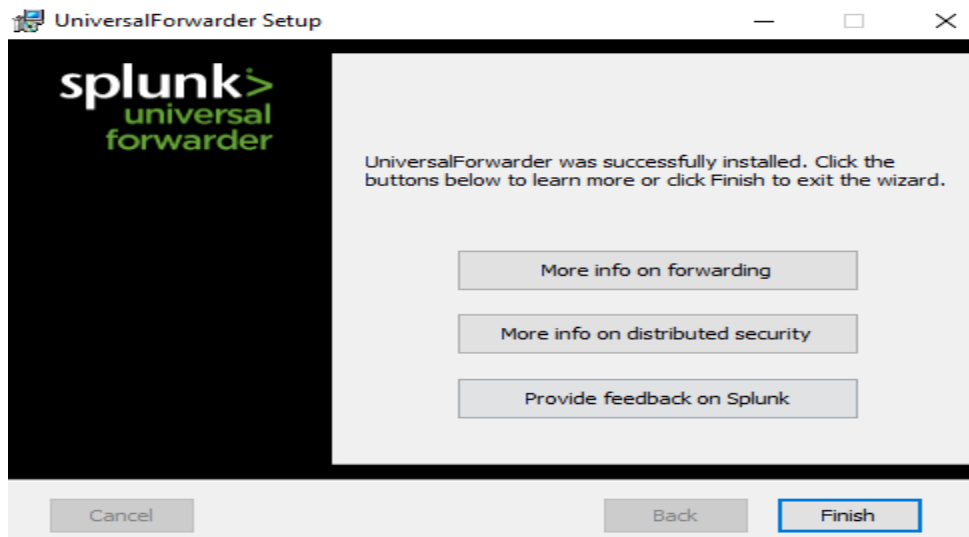 UniversalForwarder Setup
splunk>
universal
forwarder
UniversalForwarder was successfully installed. Click the
buttons below to learn more or click Finish to exit the wizard.
More info on forwarding
More info on distributed security
Provide feedback on Splunk
Cancel
Back
Finish